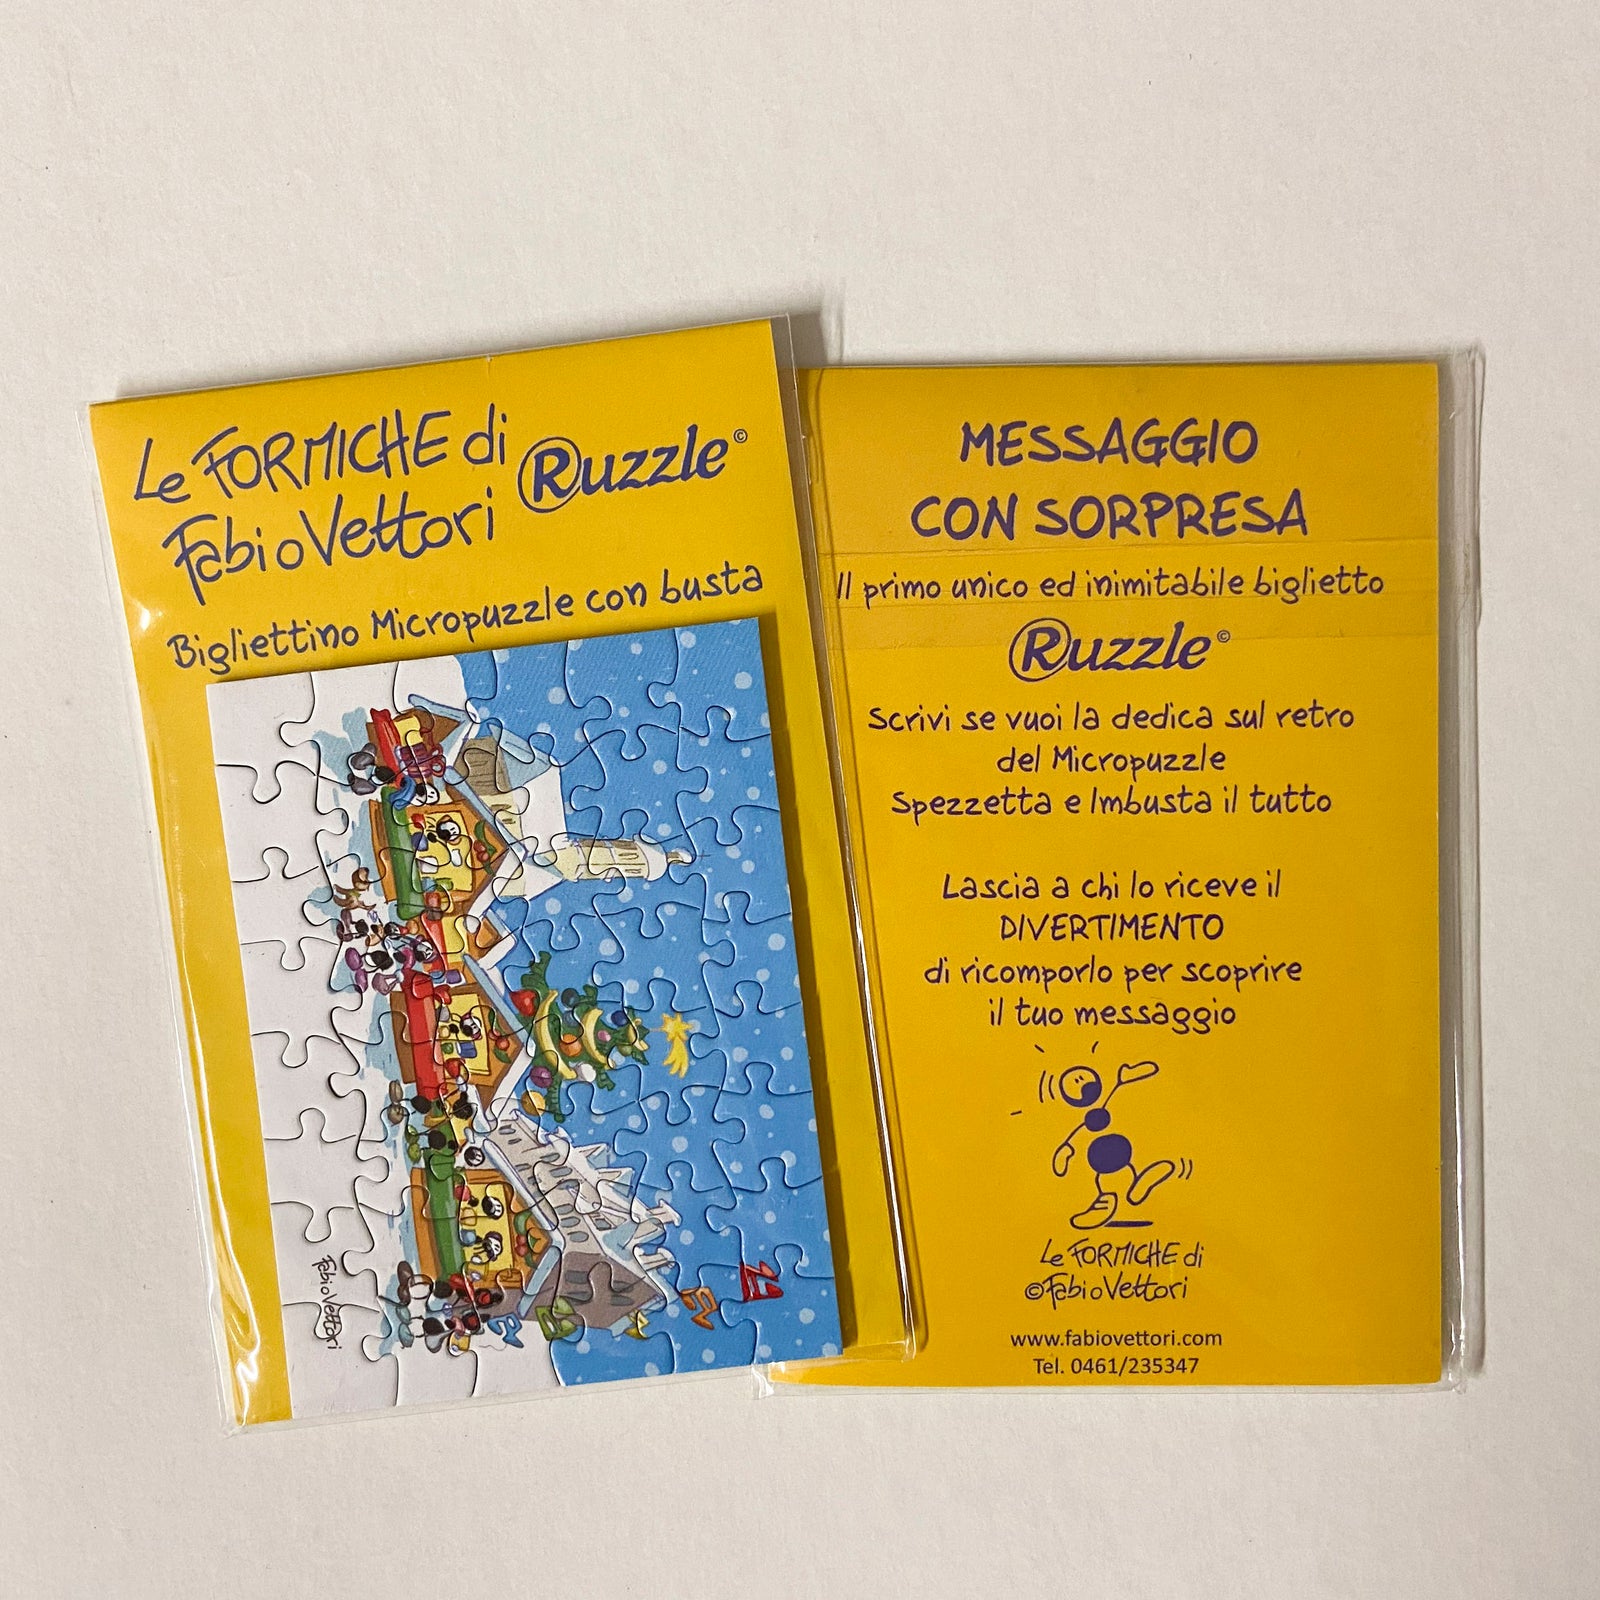 Le FORMICHE di
Fabio Vettori
Ruzzle©
Bigliettino Micropuzzle con busta
Fabio Vettori
MESSAGGIO
CON SORPRESA
Il primo unico ed inimitabile biglietto
Ruzzle©
Scrivi se vuoi la dedica sul retro
del Micropuzzle
Spezzetta e Imbusta il tutto
Lascia a chi lo riceve il
DIVERTIMENTO
di ricomporlo per scoprire
il tuo messaggio
Le FORMICHE di
©Fabio Vettori
www.fabiovettori.com
Tel. 0461/235347